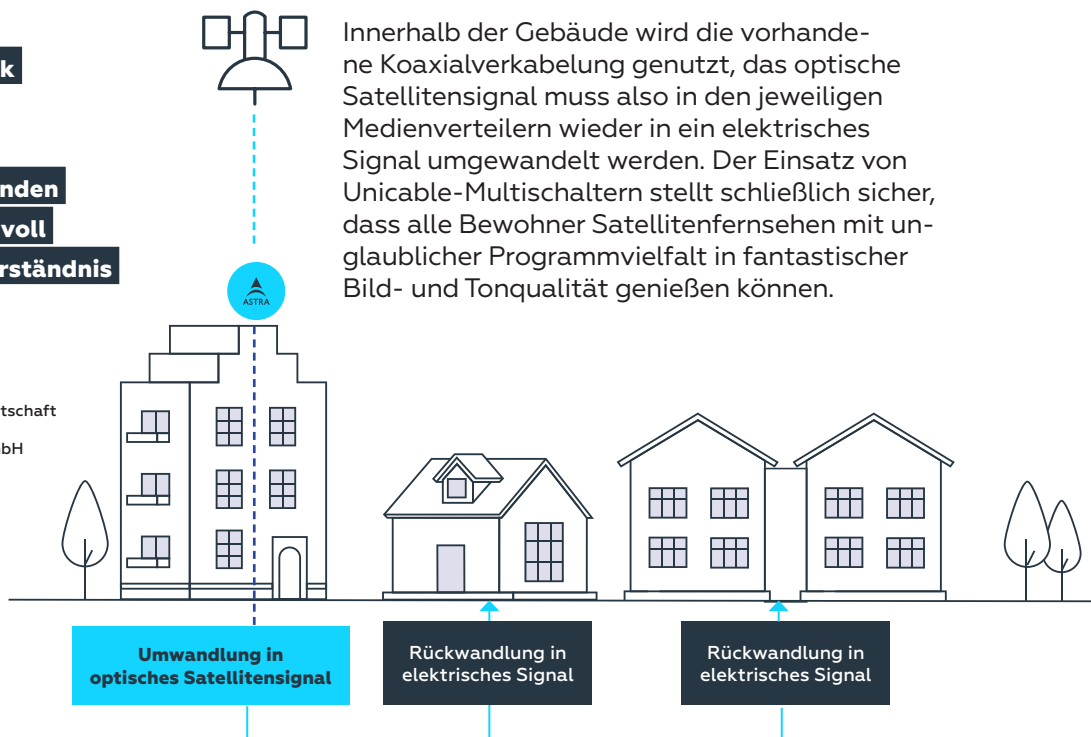 k
nden
voll
rständnis
tschaft
bH
Innerhalb der Gebäude wird die vorhande-
ne Koaxialverkabelung genutzt, das optische
Satellitensignal muss also in den jeweiligen
Medienverteilern wieder in ein elektrisches
Signal umgewandelt werden. Der Einsatz von
Unicable-Multischaltern stellt schließlich sicher,
dass alle Bewohner Satellitenfernsehen mit un-
glaublicher Programmvielfalt in fantastischer
Bild- und Tonqualität genießen können.
ASTRA
Umwandlung in
optisches Satellitensignal
Rückwandlung in
elektrisches Signal
Rückwandlung in
elektrisches Signal